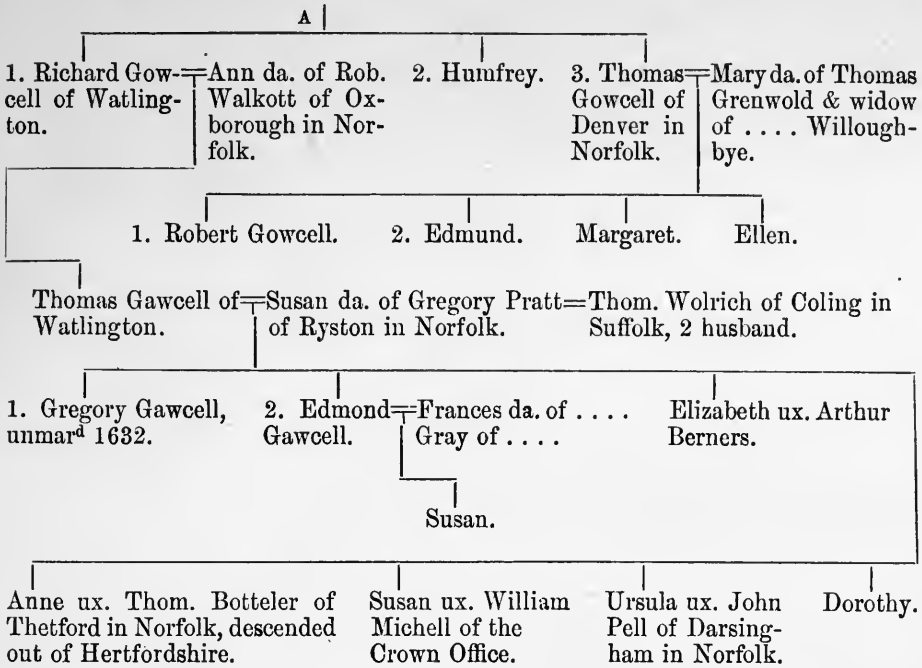 A
1. Richard Gow-
cell of Watling-
ton.
Ann da. of Rob.
Walkott of Ox-
borough in Nor-
folk.
2. Humfrey.
3. Thomas
Gowcell of
Denver in
Norfolk.
Mary da. of Thomas
Grenwold & widow
of .... Willough-
bye.
1. Robert Gowcell.
2. Edmund.
Margaret.
Ellen.
Thomas Gawcell of
Watlington.
Susan da. of Gregory Pratt
of Ryston in Norfolk.
Thom. Wolrich of Coling in
Suffolk, 2 husband.
1. Gregory Gawcell,
unmarᵈ 1632.
2. Edmond
Gawcell.
Frances da. of ....
Gray of ....
Elizabeth ux. Arthur
Berners.
Susan.
Anne ux. Thom. Botteler of
Thetford in Norfolk, descended
out of Hertfordshire.
Susan ux. William
Michell of the
Crown Office.
Ursula ux. John
Pell of Darsing-
ham in Norfolk.
Dorothy.